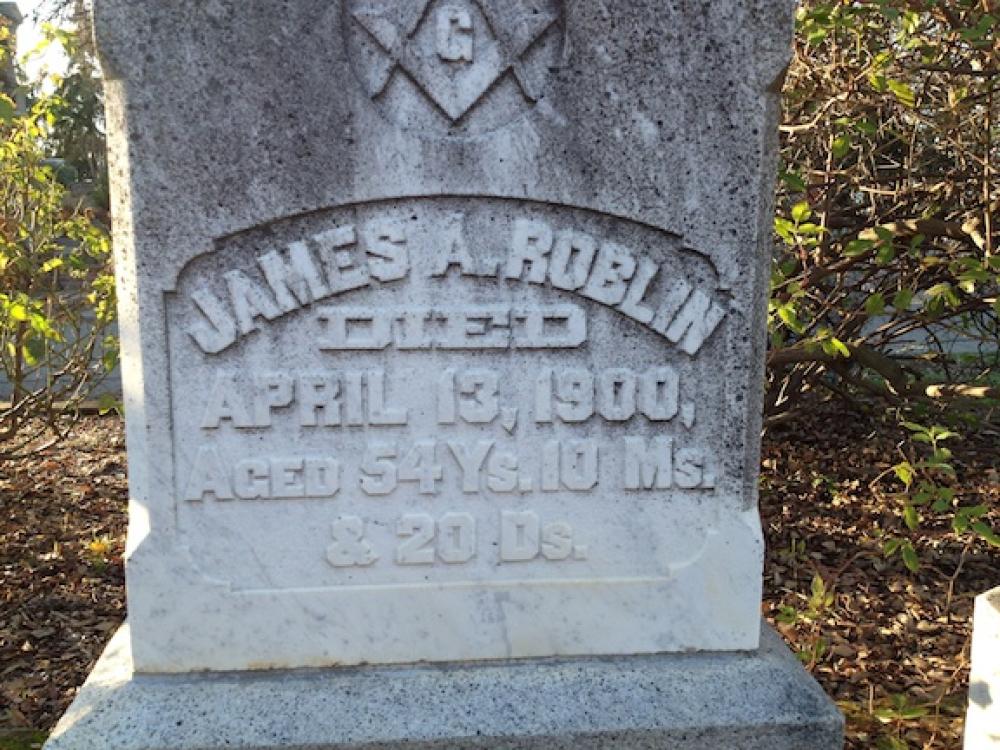 G
JAMES A. ROBLIN
DIED
APRIL 13, 1900,
AGED 54 Ys. 10 Ms.
& 20 Ds.